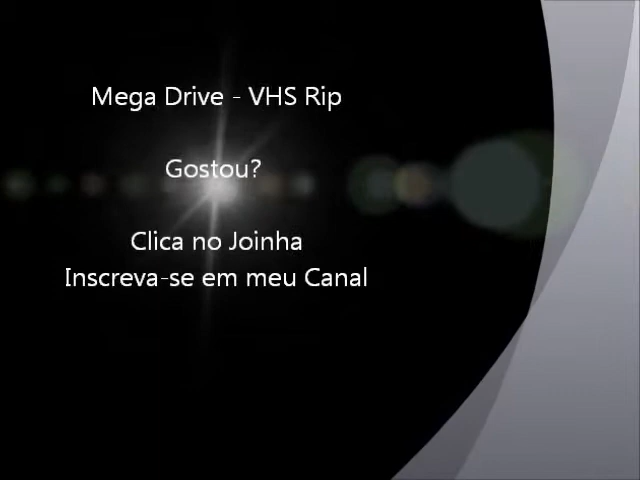 Mega Drive - VHS Rip
Gostou?
Clica no Joinha
Inscreva-se em meu Canal